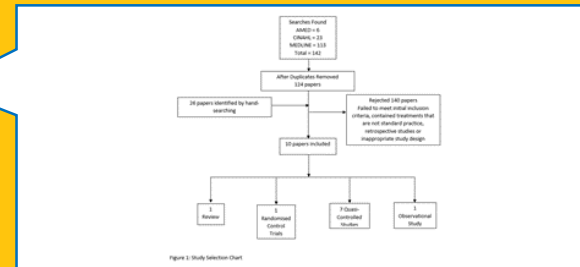 Searches Found
AMED = 6
CINAHL = 23
MEDLINE = 113
Total = 142
After Duplicates Removed
124 papers
26 papers identified by hand-
searching
Rejected 140 papers
Failed to meet initial inclusion
criteria, contained treatments that
are not standard practice,
retrospective studies or
inappropriate study design
10 papers included
1
Review
1
Randomised
Control
Trials
7 Quasi-
Controlled
Studies
1
Observational
Study
Figure 1: Study Selection Chart